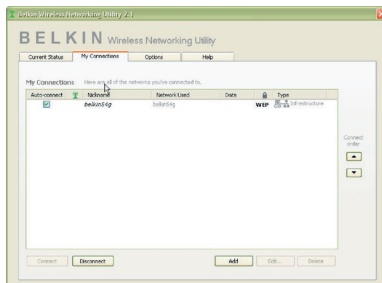 Belkin Wireless Networking Utility 2.1
BELKIN Wireless Networking Utility
Current Status My Connections Options Help
My Connections Here are all of the networks you've connected to.
Auto-connect Nickname Network Used Date Type
belkin54g belkin54g WEP Infrastructure
Connect order
Connect Disconnect Add Edit... Delete